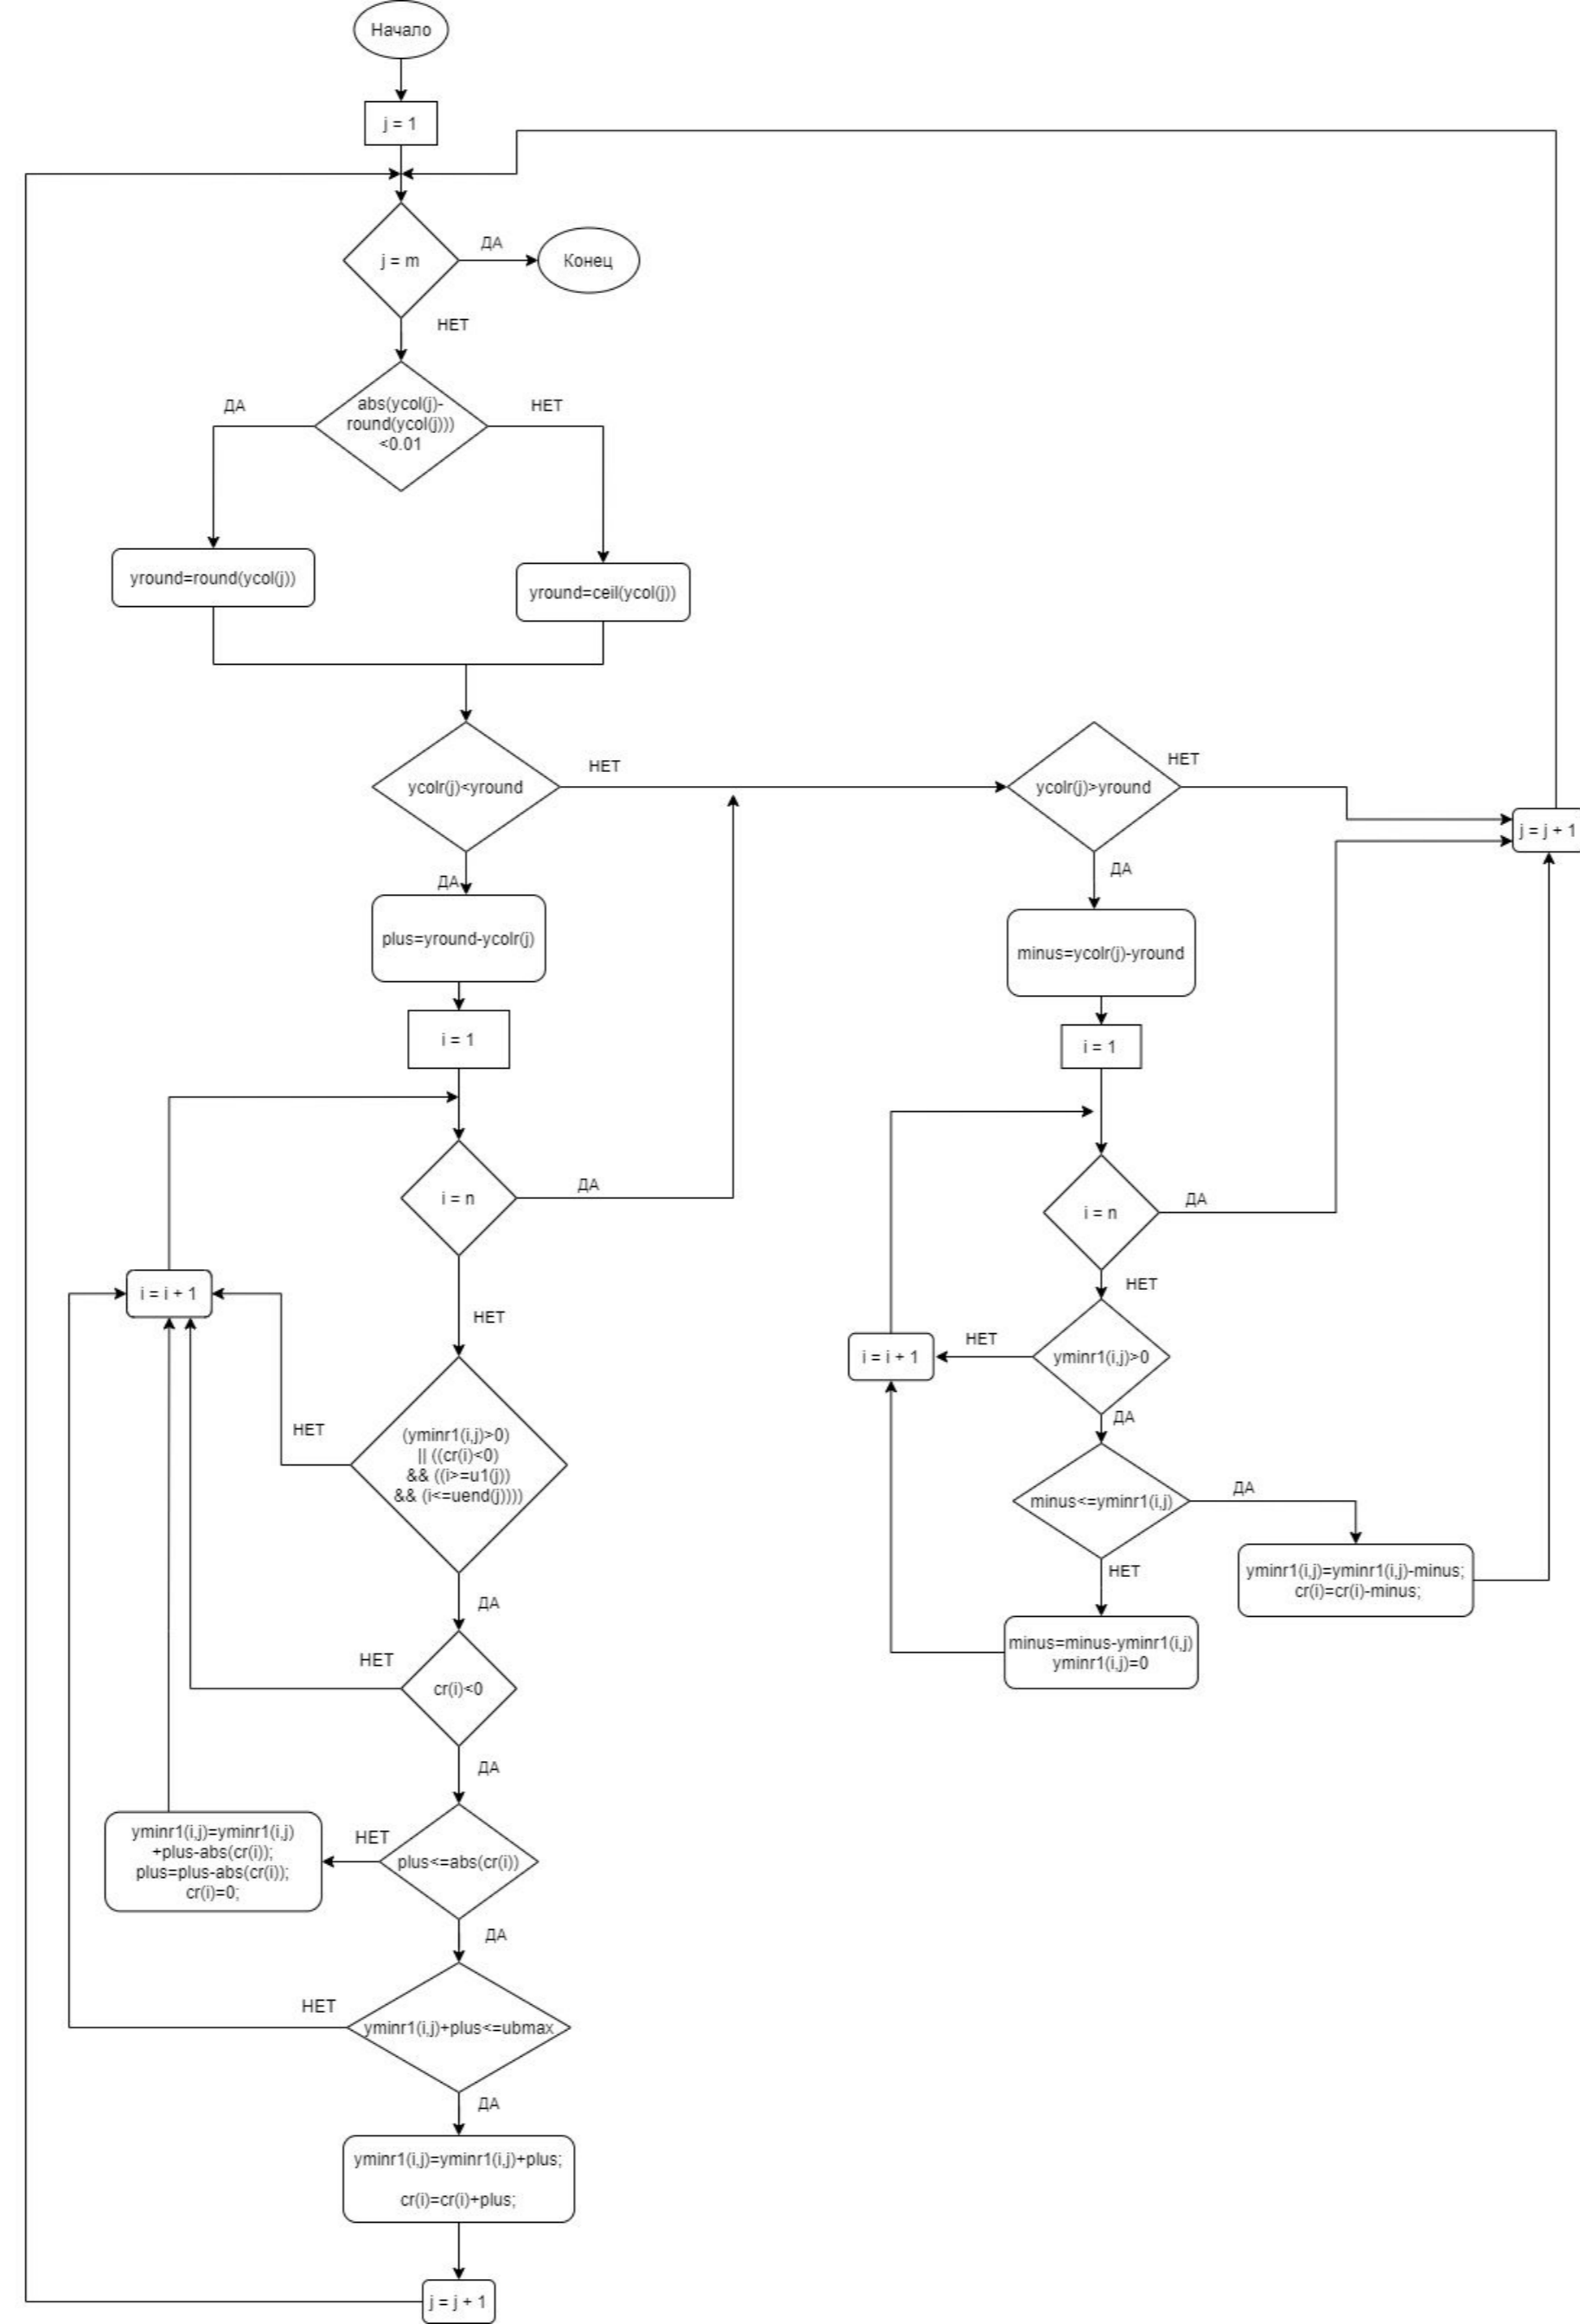 Начало
j = 1
j = m
ДА
Конец
НЕТ
abs(ycol(j)-
round(ycol(j)))
<0.01
ДА
НЕТ
yround=round(ycol(j))
yround=ceil(ycol(j))
ycolr(j)<yround
НЕТ
ycolr(j)>yround
НЕТ
j = j + 1
ДА
ДА
plus=yround-ycolr(j)
minus=ycolr(j)-yround
i = 1
i = 1
i = n
ДА
i = n
ДА
i = i + 1
НЕТ
НЕТ
i = i + 1
НЕТ
yminr1(i,j)>0
ДА
НЕТ
(yminr1(i,j)>0)
|| ((cr(i)<0)
&& ((i>=u1(j))
&& (i<=uend(j))))
minus<=yminr1(i,j)
ДА
НЕТ
yminr1(i,j)=yminr1(i,j)-minus;
cr(i)=cr(i)-minus;
ДА
minus=minus-yminr1(i,j)
yminr1(i,j)=0
НЕТ
cr(i)<0
ДА
yminr1(i,j)=yminr1(i,j)
+plus-abs(cr(i));
plus=plus-abs(cr(i));
cr(i)=0;
НЕТ
plus<=abs(cr(i))
ДА
НЕТ
yminr1(i,j)+plus<=ubmax
ДА
yminr1(i,j)=yminr1(i,j)+plus;
cr(i)=cr(i)+plus;
j = j + 1